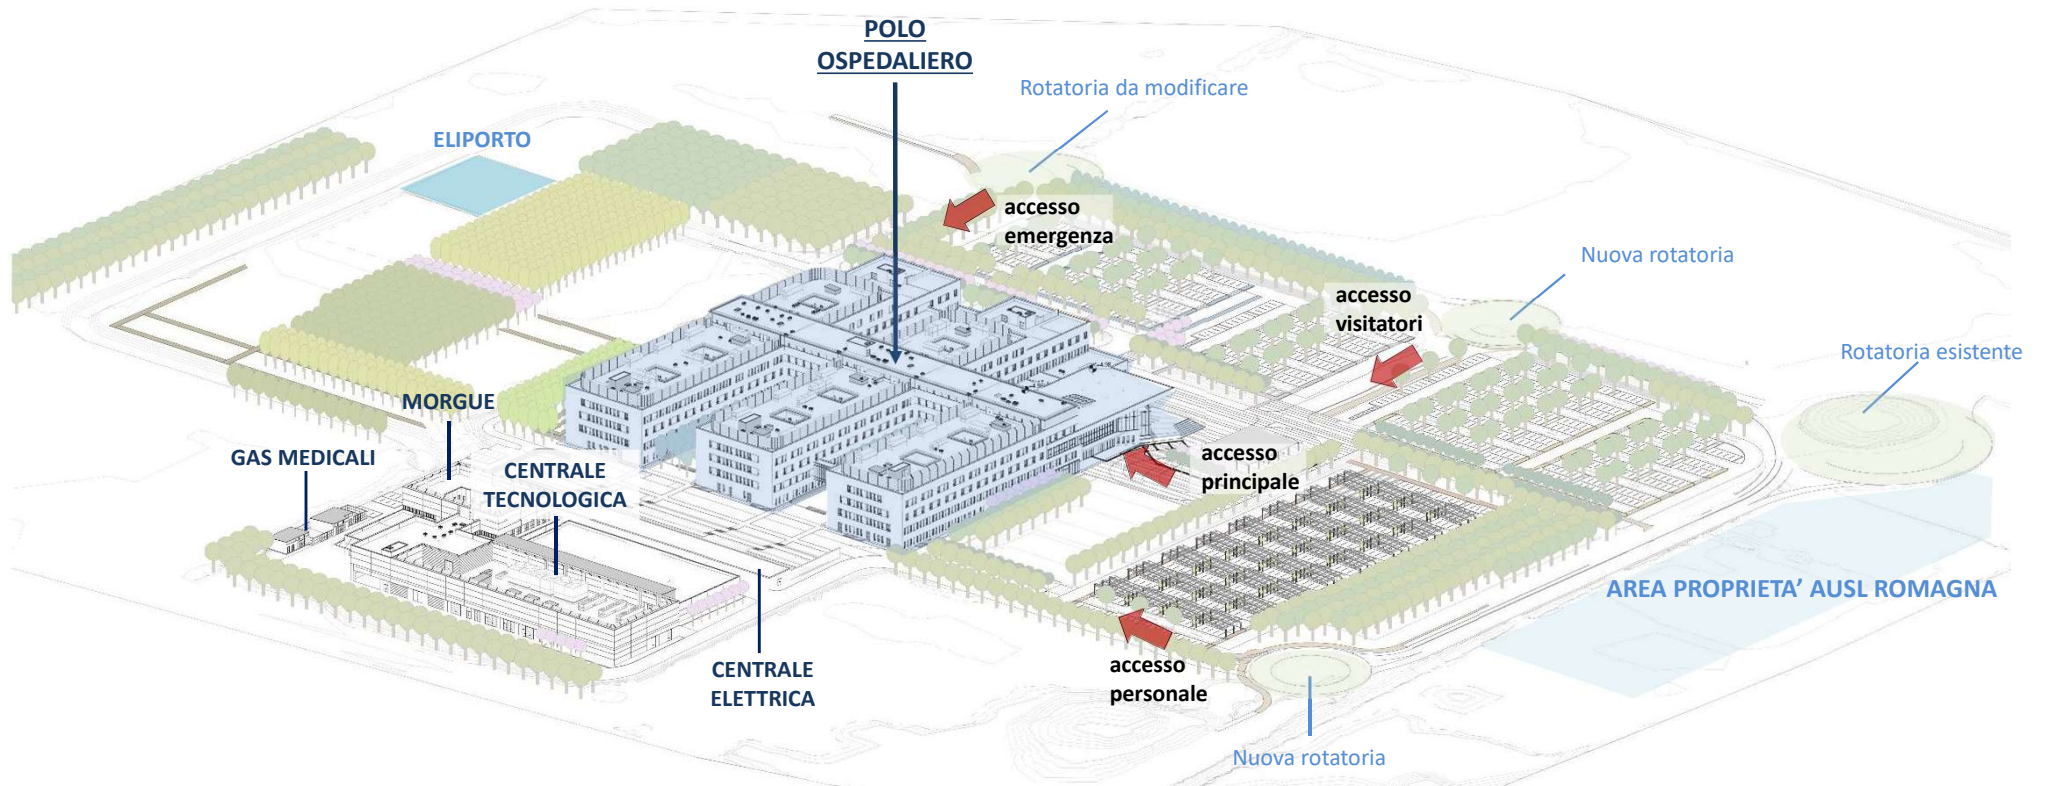 POLO
OSPEDALIERO
Rotatoria da modificare
ELIPORTO
accesso
emergenza
Nuova rotatoria
accesso
visitatori
Rotatoria esistente
MORGUE
GAS MEDICALI
CENTRALE
TECNOLOGICA
accesso
principale
AREA PROPRIETA’ AUSL ROMAGNA
CENTRALE
ELETTRICA
accesso
personale
Nuova rotatoria